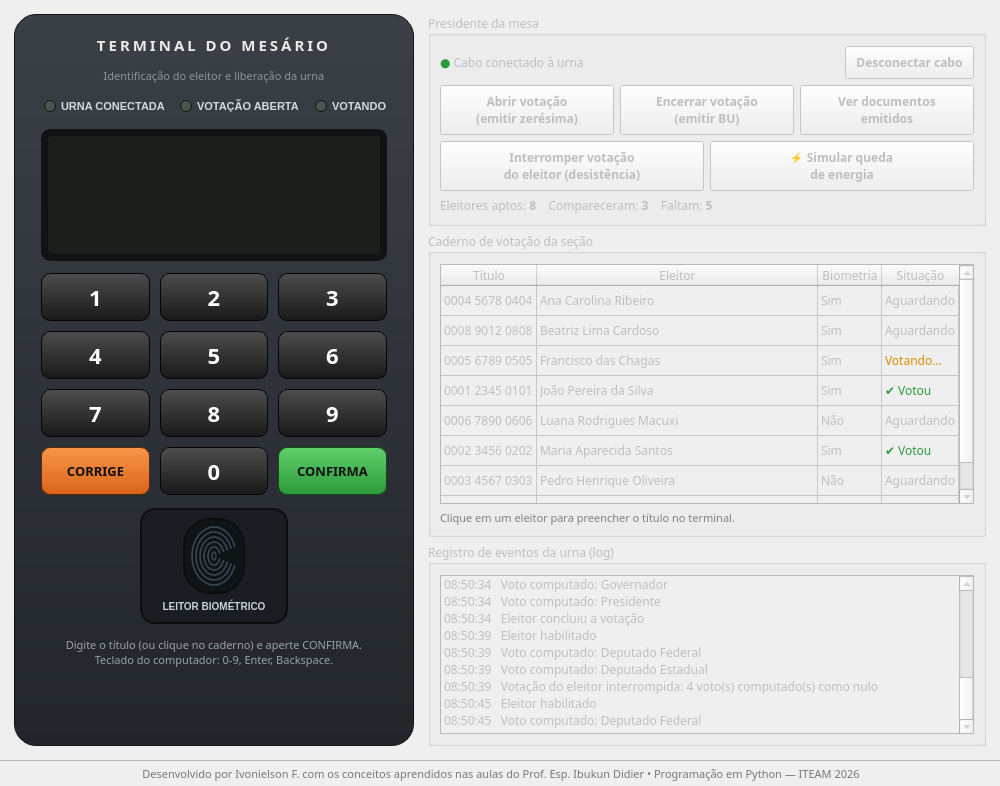 TERMINAL DO MESÁRIO
Identificação do eleitor e liberação da urna
URNA CONECTADA VOTAÇÃO ABERTA VOTANDO
1 2 3
4 5 6
7 8 9
CORRIGE 0 CONFIRMA
LEITOR BIOMÉTRICO
Digite o título (ou clique no caderno) e aperte CONFIRMA.
Teclado do computador: 0-9, Enter, Backspace.
Presidente da mesa
● Cabo conectado à urna
Desconectar cabo
Abrir votação
(emitir zerésima)
Encerrar votação
(emitir BU)
Ver documentos
emitidos
Interromper votação
do eleitor (desistência)
⚡ Simular queda
de energia
Eleitores aptos: 8 Compareceram: 3 Faltam: 5
Caderno de votação da seção
Título Eleitor Biometria Situação
0004 5678 0404 Ana Carolina Ribeiro Sim Aguardando
0008 9012 0808 Beatriz Lima Cardoso Sim Aguardando
0005 6789 0505 Francisco das Chagas Sim Votando...
0001 2345 0101 João Pereira da Silva Sim ✔ Votou
0006 7890 0606 Luana Rodrigues Macuxi Não Aguardando
0002 3456 0202 Maria Aparecida Santos Sim ✔ Votou
0003 4567 0303 Pedro Henrique Oliveira Não Aguardando
Clique em um eleitor para preencher o título no terminal.
Registro de eventos da urna (log)
08:50:34 Voto computado: Governador
08:50:34 Voto computado: Presidente
08:50:34 Eleitor concluiu a votação
08:50:39 Eleitor habilitado
08:50:39 Voto computado: Deputado Federal
08:50:39 Voto computado: Deputado Estadual
08:50:39 Votação do eleitor interrompida: 4 voto(s) computado(s) como nulo
08:50:45 Eleitor habilitado
08:50:45 Voto computado: Deputado Federal
Desenvolvido por Ivonielson F. com os conceitos aprendidos nas aulas do Prof. Esp. Ibukun Didier • Programação em Python — ITEAM 2026